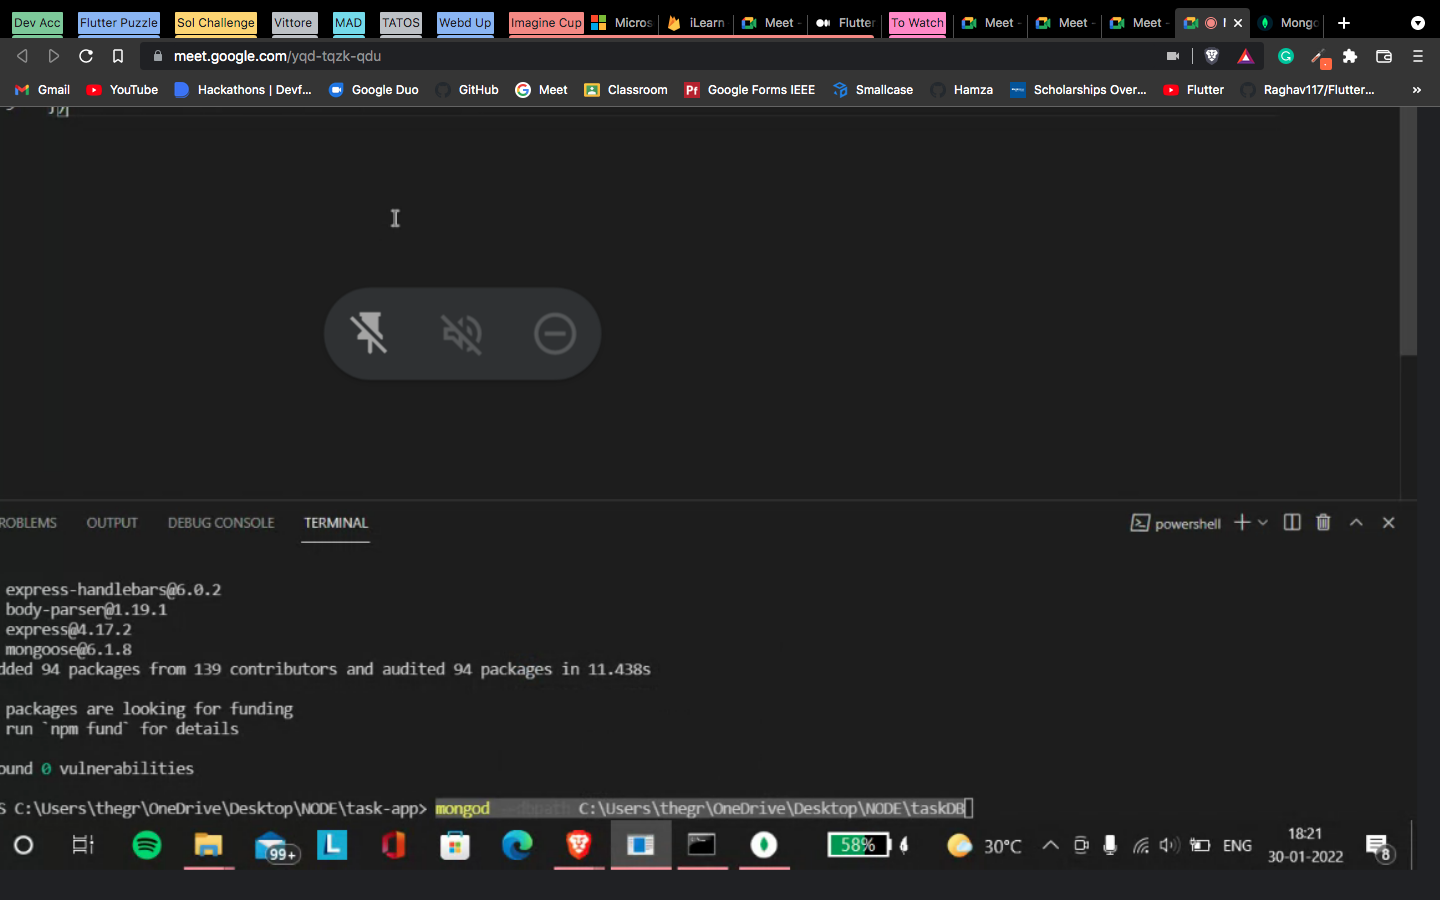 Dev Acc Flutter Puzzle Sol Challenge Vittore MAD TATOS Webd Up Imagine Cup Micros iLearn Meet - Flutter To Watch Meet - Meet - Meet - Mongo
meet.google.com/yqd-tqzk-qdu
Gmail YouTube Hackathons | Devf... Google Duo GitHub Meet Classroom Google Forms IEEE Smallcase Hamza Scholarships Over... Flutter Raghav117/Flutter... »
ROBLEMS OUTPUT DEBUG CONSOLE TERMINAL powershell
express-handlebars@6.0.2
body-parser@1.19.1
express@4.17.2
mongoose@6.1.8
dded 94 packages from 139 contributors and audited 94 packages in 11.438s
packages are looking for funding
run `npm fund` for details
ound 0 vulnerabilities
S C:\Users\thegr\OneDrive\Desktop\NODE\task-app> mongod --dbpath C:\Users\thegr\OneDrive\Desktop\NODE\taskDB
99+ L 58% 30°C ENG 18:21
30-01-2022 8